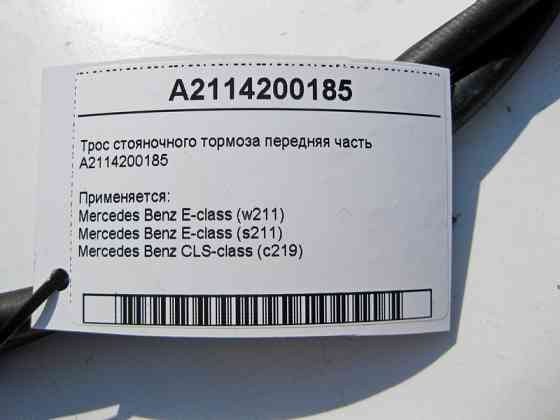 A2114200185
Трос стояночного тормоза передняя часть
A2114200185
Применяется:
Mercedes Benz E-class (w211)
Mercedes Benz E-class (s211)
Mercedes Benz CLS-class (c219)